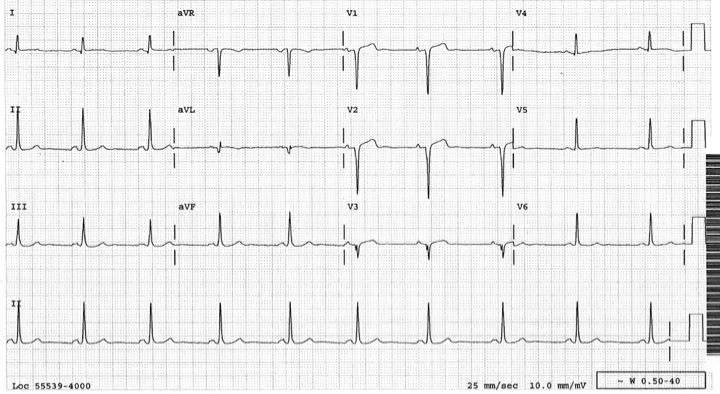 I aVR V1 V4
II aVL V2 V5
III aVF V3 V6
II
Loc 55539-4000 25 mm/sec 10.0 mm/mV ~ W 0.50-40